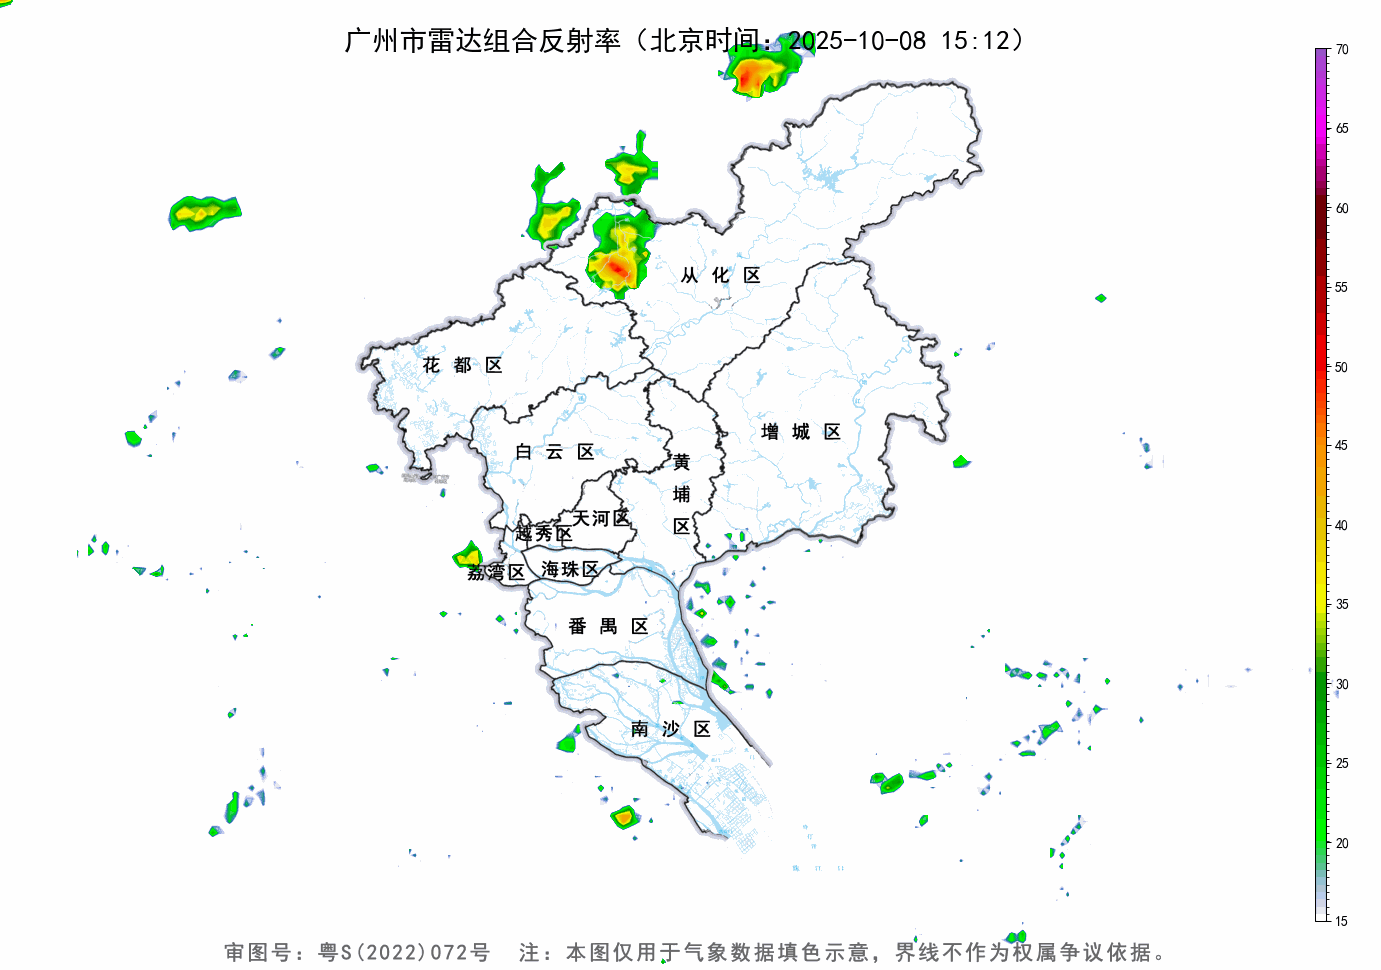 广州市雷达组合反射率（北京时间：2025-10-08 15:12）
70
65
60
55
50
45
40
35
30
25
20
15
从化区
花都区
增城区
白云区
黄埔区
天河区
越秀区
荔湾区
海珠区
番禺区
南沙区
审图号：粤S(2022)072号 注：本图仅用于气象数据填色示意，界线不作为权属争议依据。